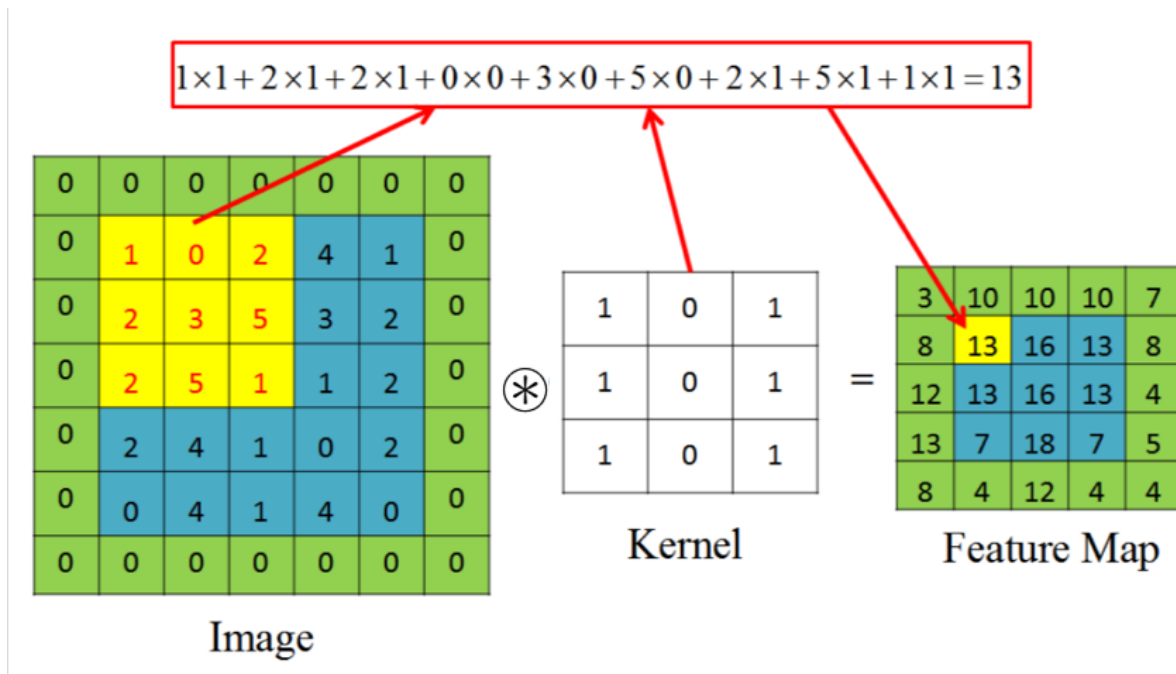 1×1+2×1+2×1+0×0+3×0+5×0+2×1+5×1+1×1=13
0 0 0 0 0 0 0
0 1 0 2 4 1 0
0 2 3 5 3 2 0
0 2 5 1 1 2 0
0 2 4 1 0 2 0
0 0 4 1 4 0 0
0 0 0 0 0 0 0
Image
⊛
1 0 1
1 0 1
1 0 1
Kernel
=
3 10 10 10 7
8 13 16 13 8
12 13 16 13 4
13 7 18 7 5
8 4 12 4 4
Feature Map